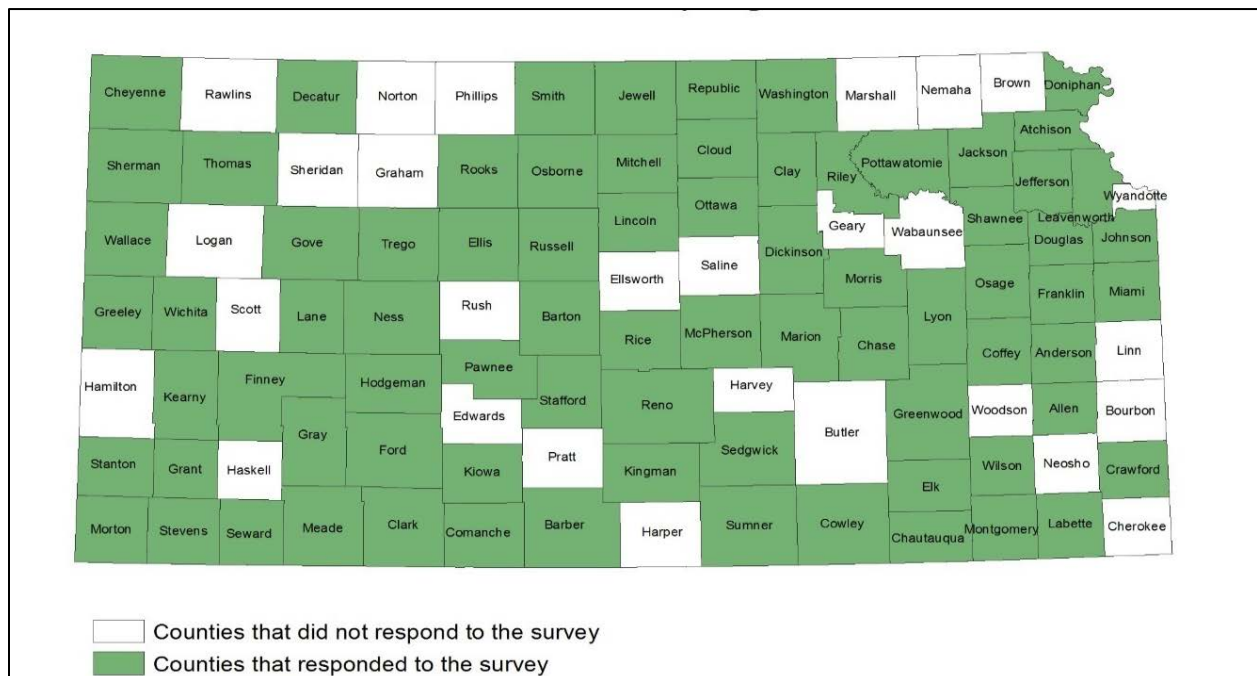 Cheyenne
Rawlins
Decatur
Norton
Phillips
Smith
Jewell
Republic
Washington
Marshall
Nemaha
Brown
Doniphan
Sherman
Thomas
Sheridan
Graham
Rooks
Osborne
Mitchell
Cloud
Clay
Riley
Pottawatomie
Jackson
Atchison
Jefferson
Wyandotte
Wallace
Logan
Gove
Trego
Ellis
Russell
Lincoln
Ottawa
Dickinson
Geary
Wabaunsee
Shawnee
Leavenworth
Douglas
Johnson
Greeley
Wichita
Scott
Lane
Ness
Rush
Barton
Ellsworth
Saline
Morris
Osage
Franklin
Miami
Rice
McPherson
Marion
Chase
Lyon
Coffey
Anderson
Linn
Hamilton
Kearny
Finney
Hodgeman
Pawnee
Edwards
Stafford
Reno
Harvey
Butler
Greenwood
Woodson
Allen
Bourbon
Stanton
Grant
Haskell
Gray
Ford
Kiowa
Pratt
Kingman
Sedgwick
Elk
Wilson
Neosho
Crawford
Morton
Stevens
Seward
Meade
Clark
Comanche
Barber
Harper
Sumner
Cowley
Chautauqua
Montgomery
Labette
Cherokee
Counties that did not respond to the survey
Counties that responded to the survey